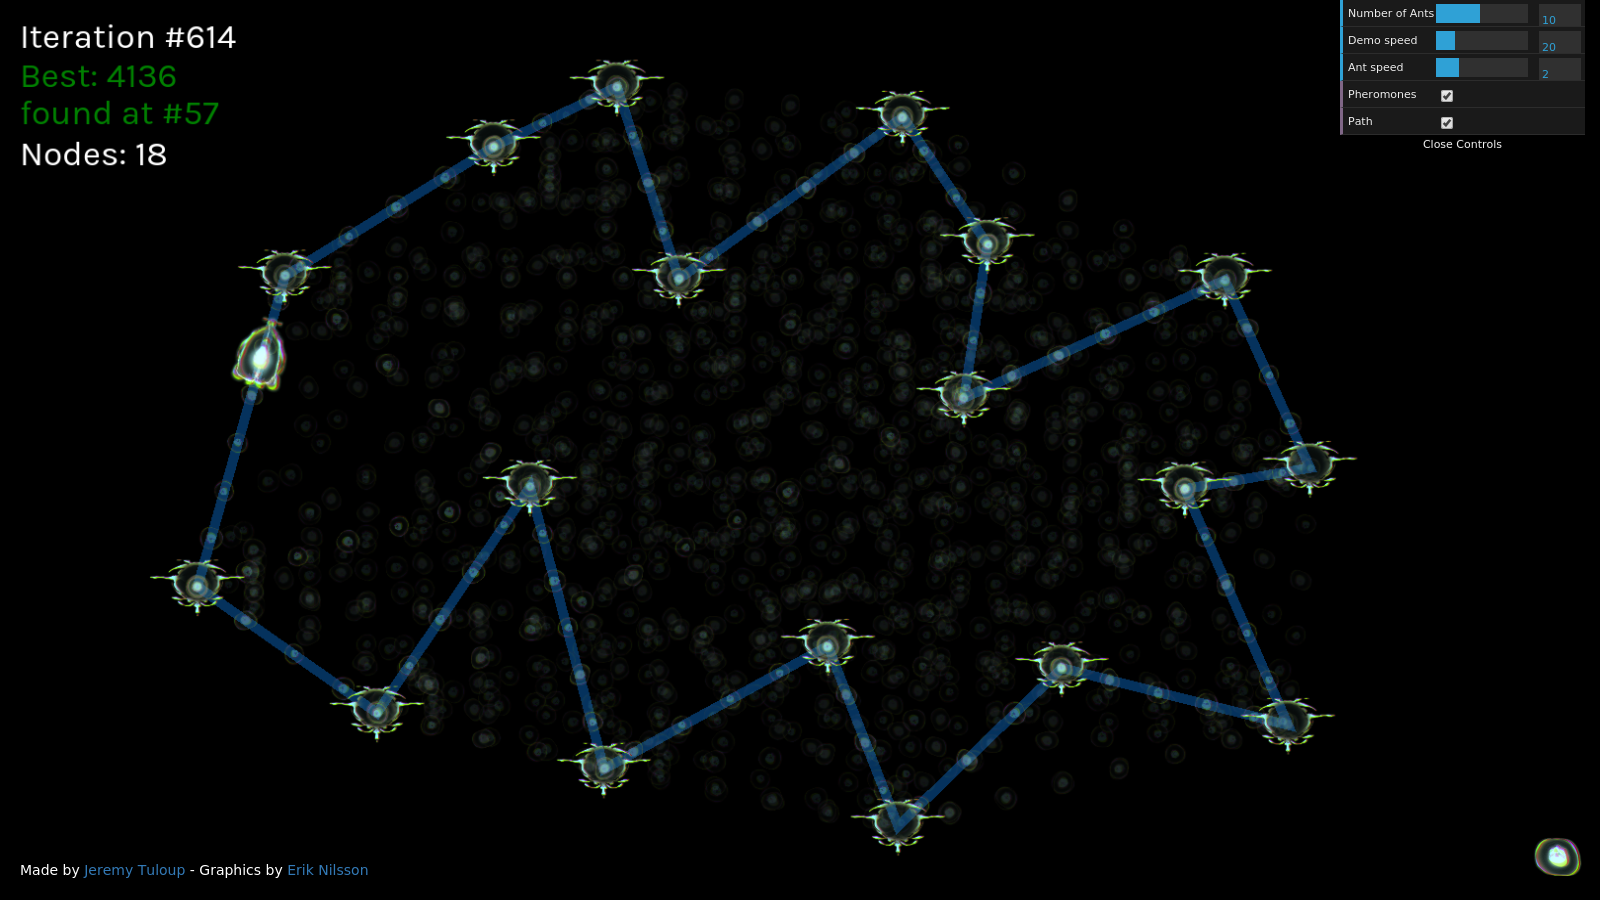 Iteration #614
Best: 4136
found at #57
Nodes: 18
Number of Ants 10
Demo speed 20
Ant speed 2
Pheromones
Path
Close Controls
Made by Jeremy Tuloup - Graphics by Erik Nilsson